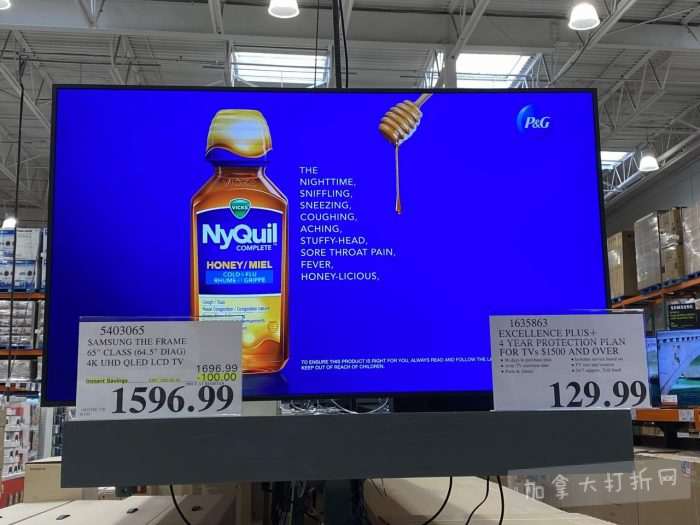 P&G
THE
NIGHTTIME,
SNIFFLING,
SNEEZING,
COUGHING,
ACHING,
STUFFY-HEAD,
SORE THROAT PAIN,
FEVER,
HONEY-LICIOUS,
VICKS
NyQuil
COMPLETE
HONEY/MIEL
COLD & FLU
RHUME ET GRIPPE
Cough / Toux
TO ENSURE THIS PRODUCT IS RIGHT FOR YOU, ALWAYS READ AND FOLLOW THE
KEEP OUT OF REACH OF CHILDREN.
5403065
SAMSUNG THE FRAME
65" CLASS (64.5" DIAG)
4K UHD QLED LCD TV
1696.99
Instant Savings
-100.00
1596.99
1635863
EXCELLENCE PLUS+
4 YEAR PROTECTION PLAN
FOR TVs $1500 AND OVER
129.99
SAMSUNG
加拿大打折网